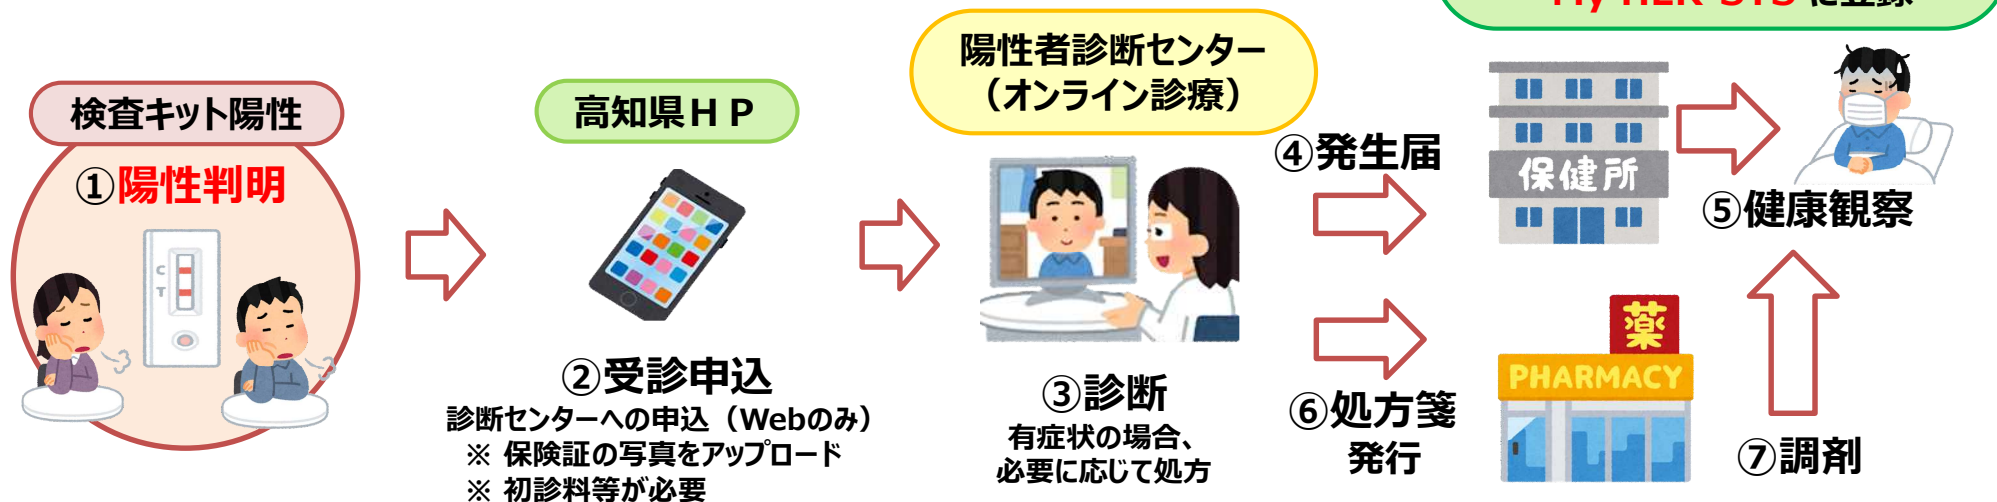 検査キット陽性
①陽性判明
C
T
高知県ＨＰ
②受診申込
診断センターへの申込（Webのみ）
※ 保険証の写真をアップロード
※ 初診料等が必要
陽性者診断センター
（オンライン診療）
③診断
有症状の場合、
必要に応じて処方
④発生届
⑥処方箋
発行
保健所
⑤健康観察
薬
PHARMACY
⑦調剤